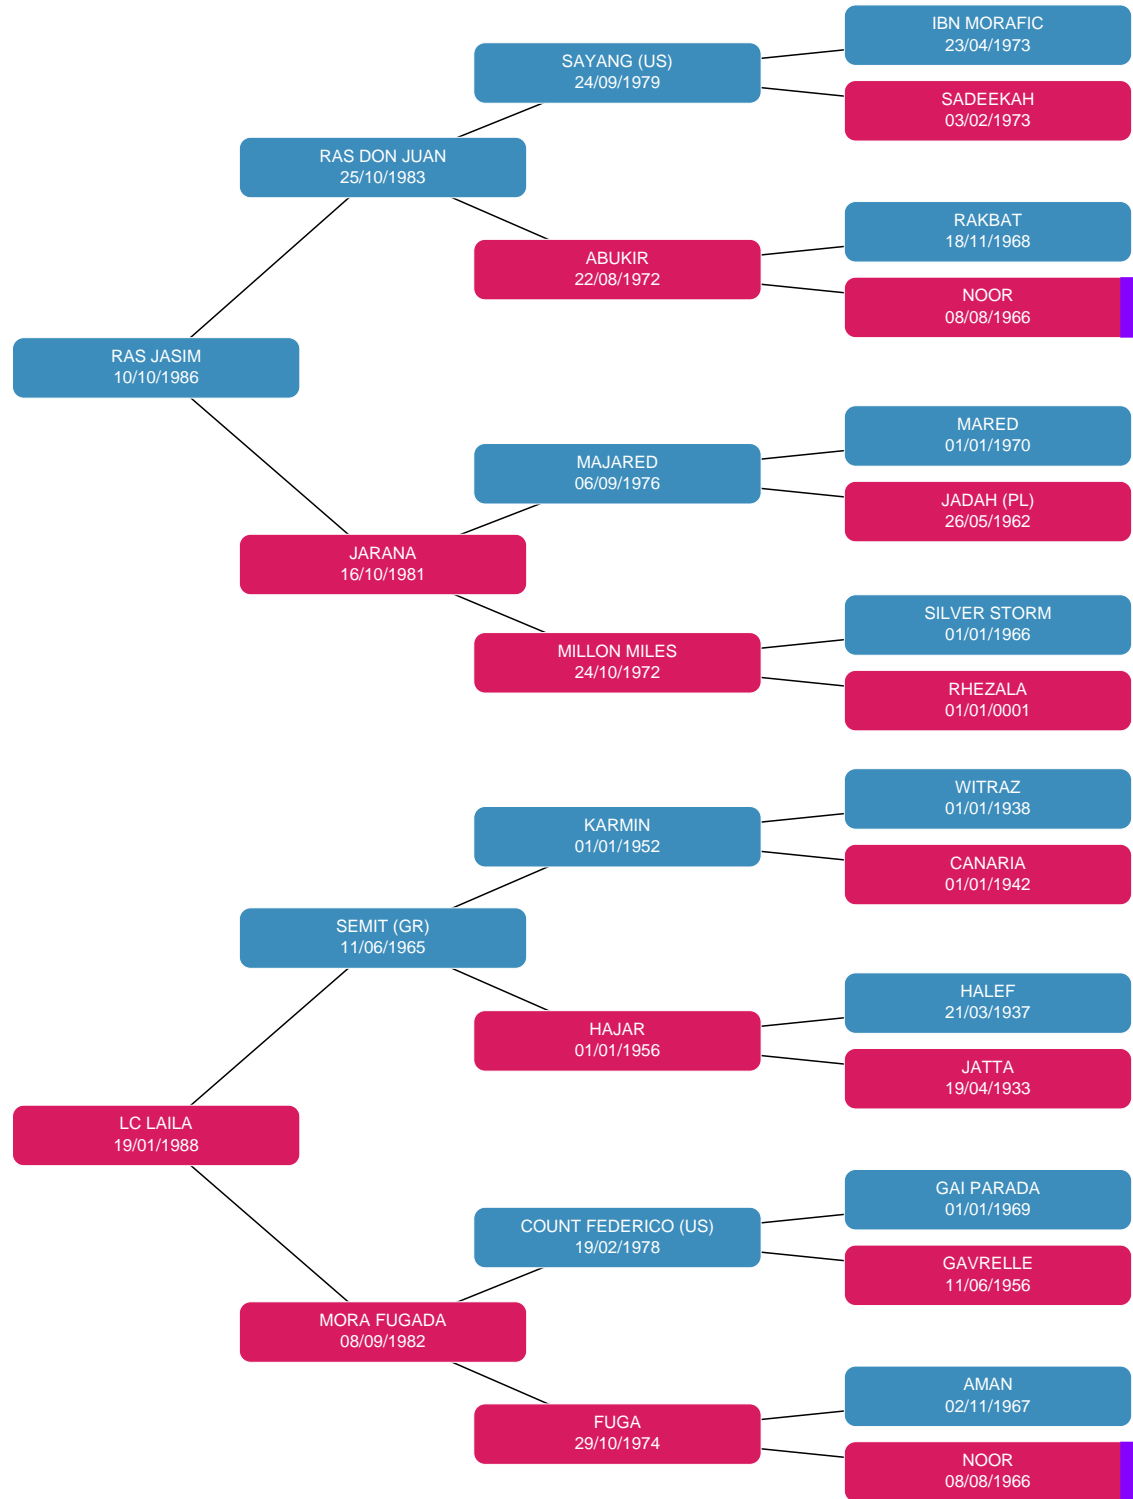 IBN MORAFIC
23/04/1973
SAYANG (US)
24/09/1979
SADEEKAH
03/02/1973
RAS DON JUAN
25/10/1983
RAKBAT
18/11/1968
ABUKIR
22/08/1972
NOOR
08/08/1966
RAS JASIM
10/10/1986
MARED
01/01/1970
MAJARED
06/09/1976
JADAH (PL)
26/05/1962
JARANA
16/10/1981
SILVER STORM
01/01/1966
MILLON MILES
24/10/1972
RHEZALA
01/01/0001
WITRAZ
01/01/1938
KARMIN
01/01/1952
CANARIA
01/01/1942
SEMIT (GR)
11/06/1965
HALEF
21/03/1937
HAJAR
01/01/1956
JATTA
19/04/1933
LC LAILA
19/01/1988
GAI PARADA
01/01/1969
COUNT FEDERICO (US)
19/02/1978
GAVRELLE
11/06/1956
MORA FUGADA
08/09/1982
AMAN
02/11/1967
FUGA
29/10/1974
NOOR
08/08/1966